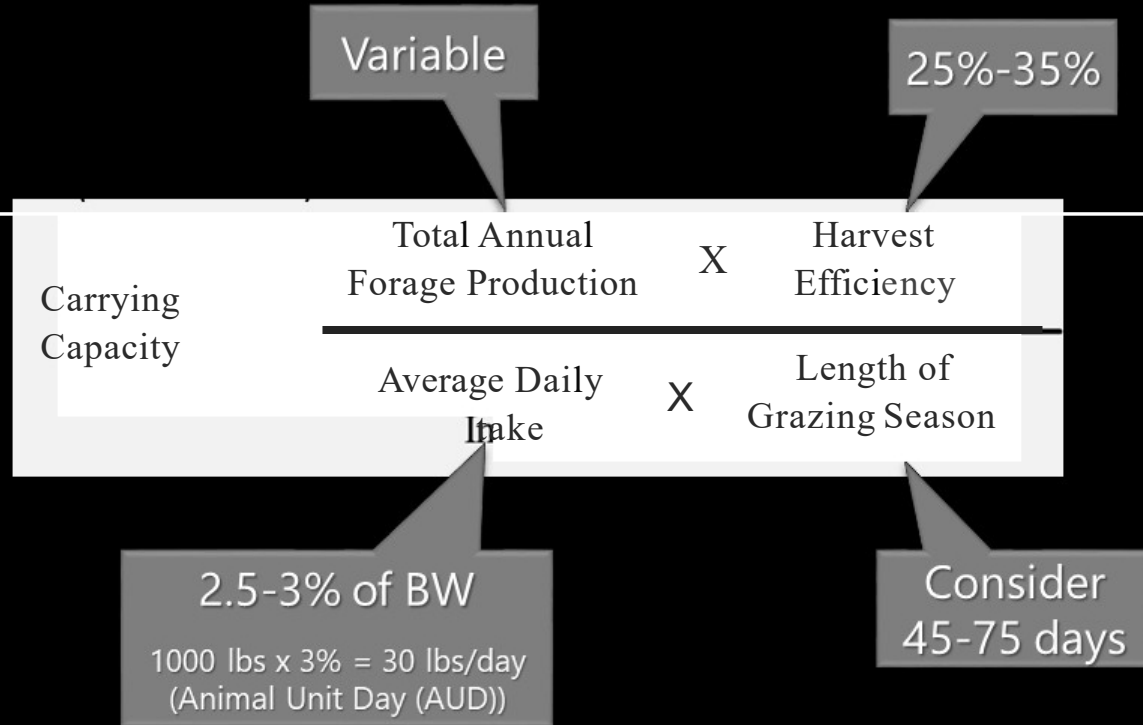 Variable
25%-35%
Total Annual
Forage Production
X
Harvest
Efficiency
Carrying
Capacity
Average Daily
Intake
X
Length of
Grazing Season
2.5-3% of BW
1000 lbs x 3% = 30 lbs/day
(Animal Unit Day (AUD))
Consider
45-75 days